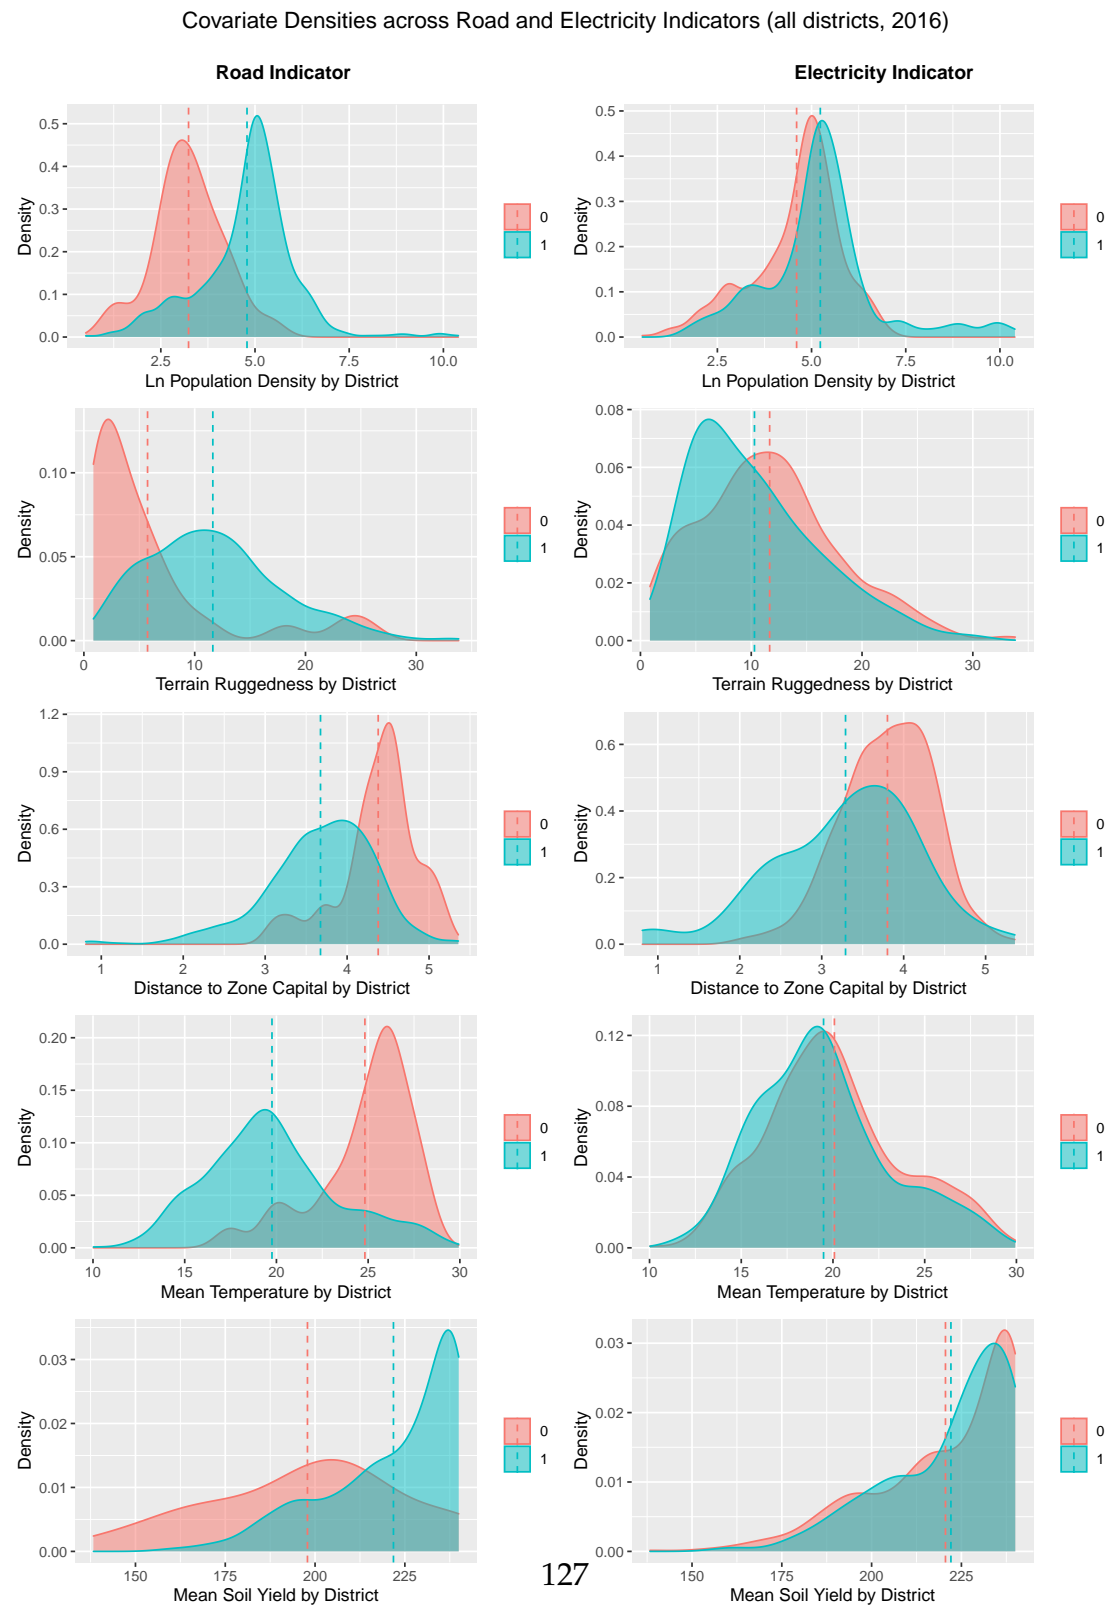 Covariate Densities across Road and Electricity Indicators (all districts, 2016)
Road Indicator
Density
0.5
0.4
0.3
0.2
0.1
0.0
2.5 5.0 7.5 10.0
Ln Population Density by District
0
1
Electricity Indicator
Density
0.5
0.4
0.3
0.2
0.1
0.0
2.5 5.0 7.5 10.0
Ln Population Density by District
0
1
Density
0.10
0.05
0.00
0 10 20 30
Terrain Ruggedness by District
0
1
Density
0.08
0.06
0.04
0.02
0.00
0 10 20 30
Terrain Ruggedness by District
0
1
Density
1.2
0.9
0.6
0.3
0.0
1 2 3 4 5
Distance to Zone Capital by District
0
1
Density
0.6
0.4
0.2
0.0
1 2 3 4 5
Distance to Zone Capital by District
0
1
Density
0.20
0.15
0.10
0.05
0.00
10 15 20 25 30
Mean Temperature by District
0
1
Density
0.12
0.08
0.04
0.00
10 15 20 25 30
Mean Temperature by District
0
1
Density
0.03
0.02
0.01
0.00
150 175 200 225
Mean Soil Yield by District
0
1
Density
0.03
0.02
0.01
0.00
150 175 200 225
Mean Soil Yield by District
0
1
127